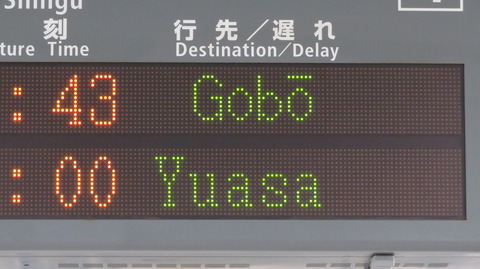 Shingu
刻 行先／遅れ
ture Time Destination／Delay
:43 Gobō
:00 Yuasa